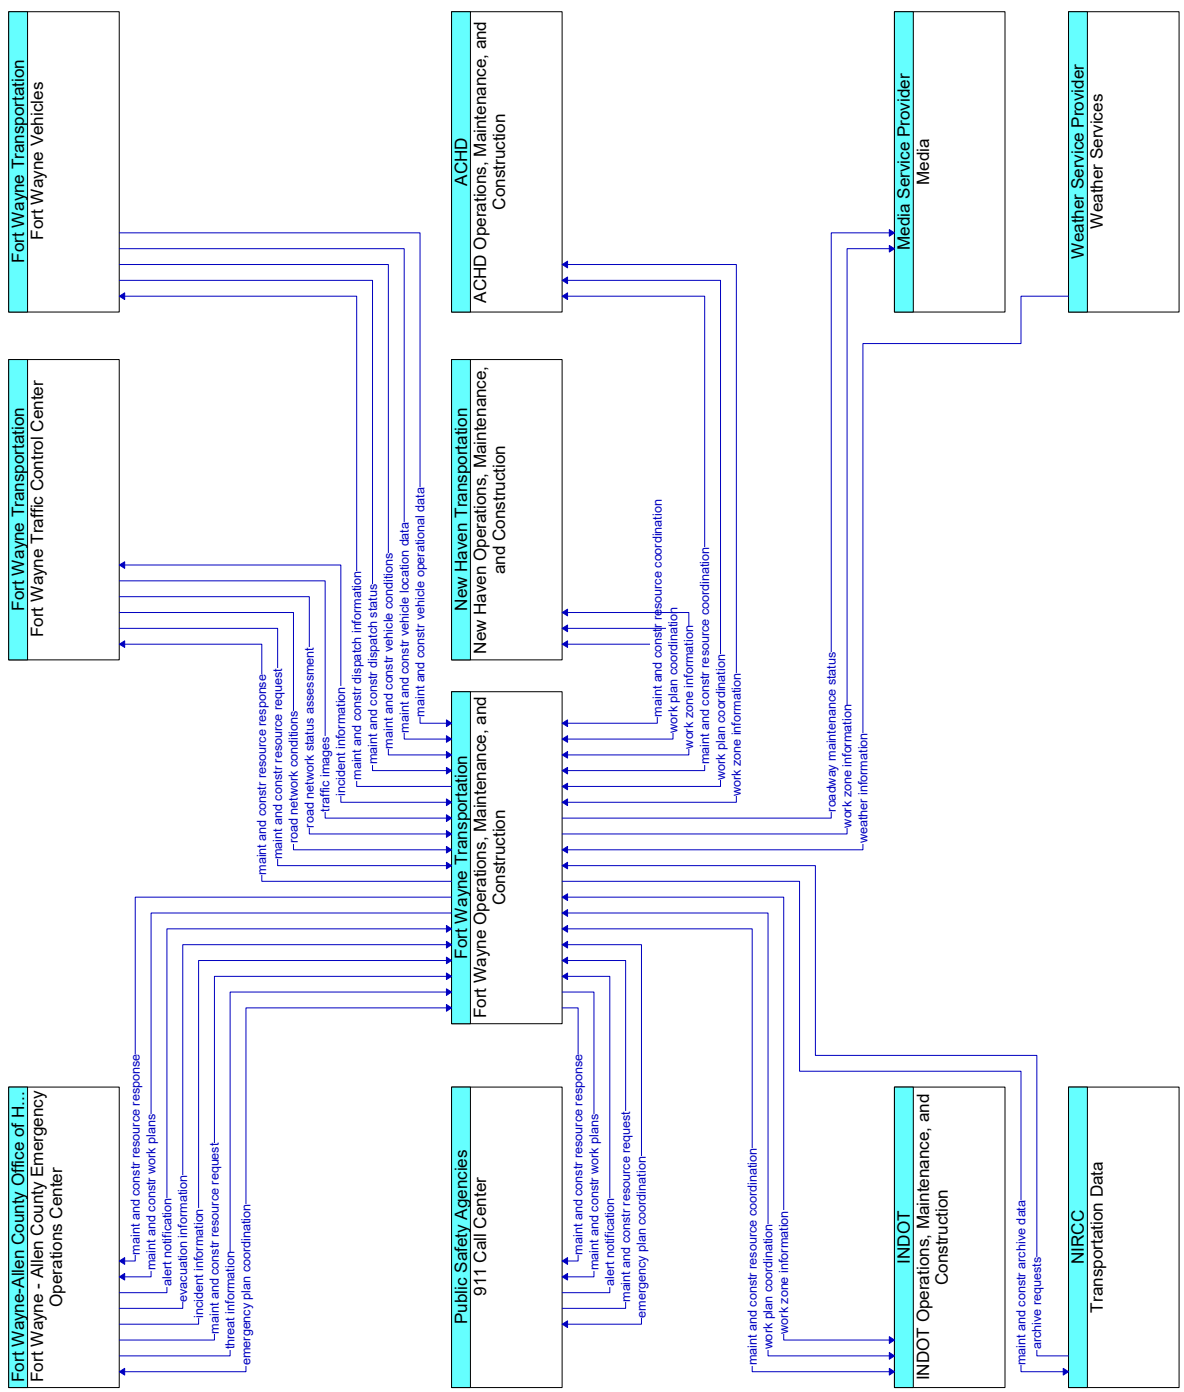 Fort Wayne-Allen County Office of H...
Fort Wayne - Allen County Emergency
Operations Center
Fort Wayne Transportation
Fort Wayne Traffic Control Center
Fort Wayne Transportation
Fort Wayne Vehicles
maint and constr resource response
maint and constr work plans
alert notification
evacuation information
incident information
maint and constr resource request
threat information
emergency plan coordination
maint and constr resource response
maint and constr resource request
road network conditions
road network status assessment
traffic images
incident information
maint and constr dispatch information
maint and constr dispatch status
maint and constr vehicle conditions
maint and constr vehicle location data
maint and constr vehicle operational data
Public Safety Agencies
911 Call Center
Fort Wayne Transportation
Fort Wayne Operations, Maintenance, and
Construction
New Haven Transportation
New Haven Operations, Maintenance,
and Construction
ACHD
ACHD Operations, Maintenance, and
Construction
maint and constr resource response
maint and constr work plans
alert notification
maint and constr resource request
emergency plan coordination
maint and constr resource coordination
work plan coordination
work zone information
maint and constr resource coordination
work plan coordination
work zone information
maint and constr resource coordination
work plan coordination
work zone information
roadway maintenance status
work zone information
weather information
INDOT
INDOT Operations, Maintenance, and
Construction
Media Service Provider
Media
maint and constr archive data
archive requests
NIRCC
Transportation Data
Weather Service Provider
Weather Services